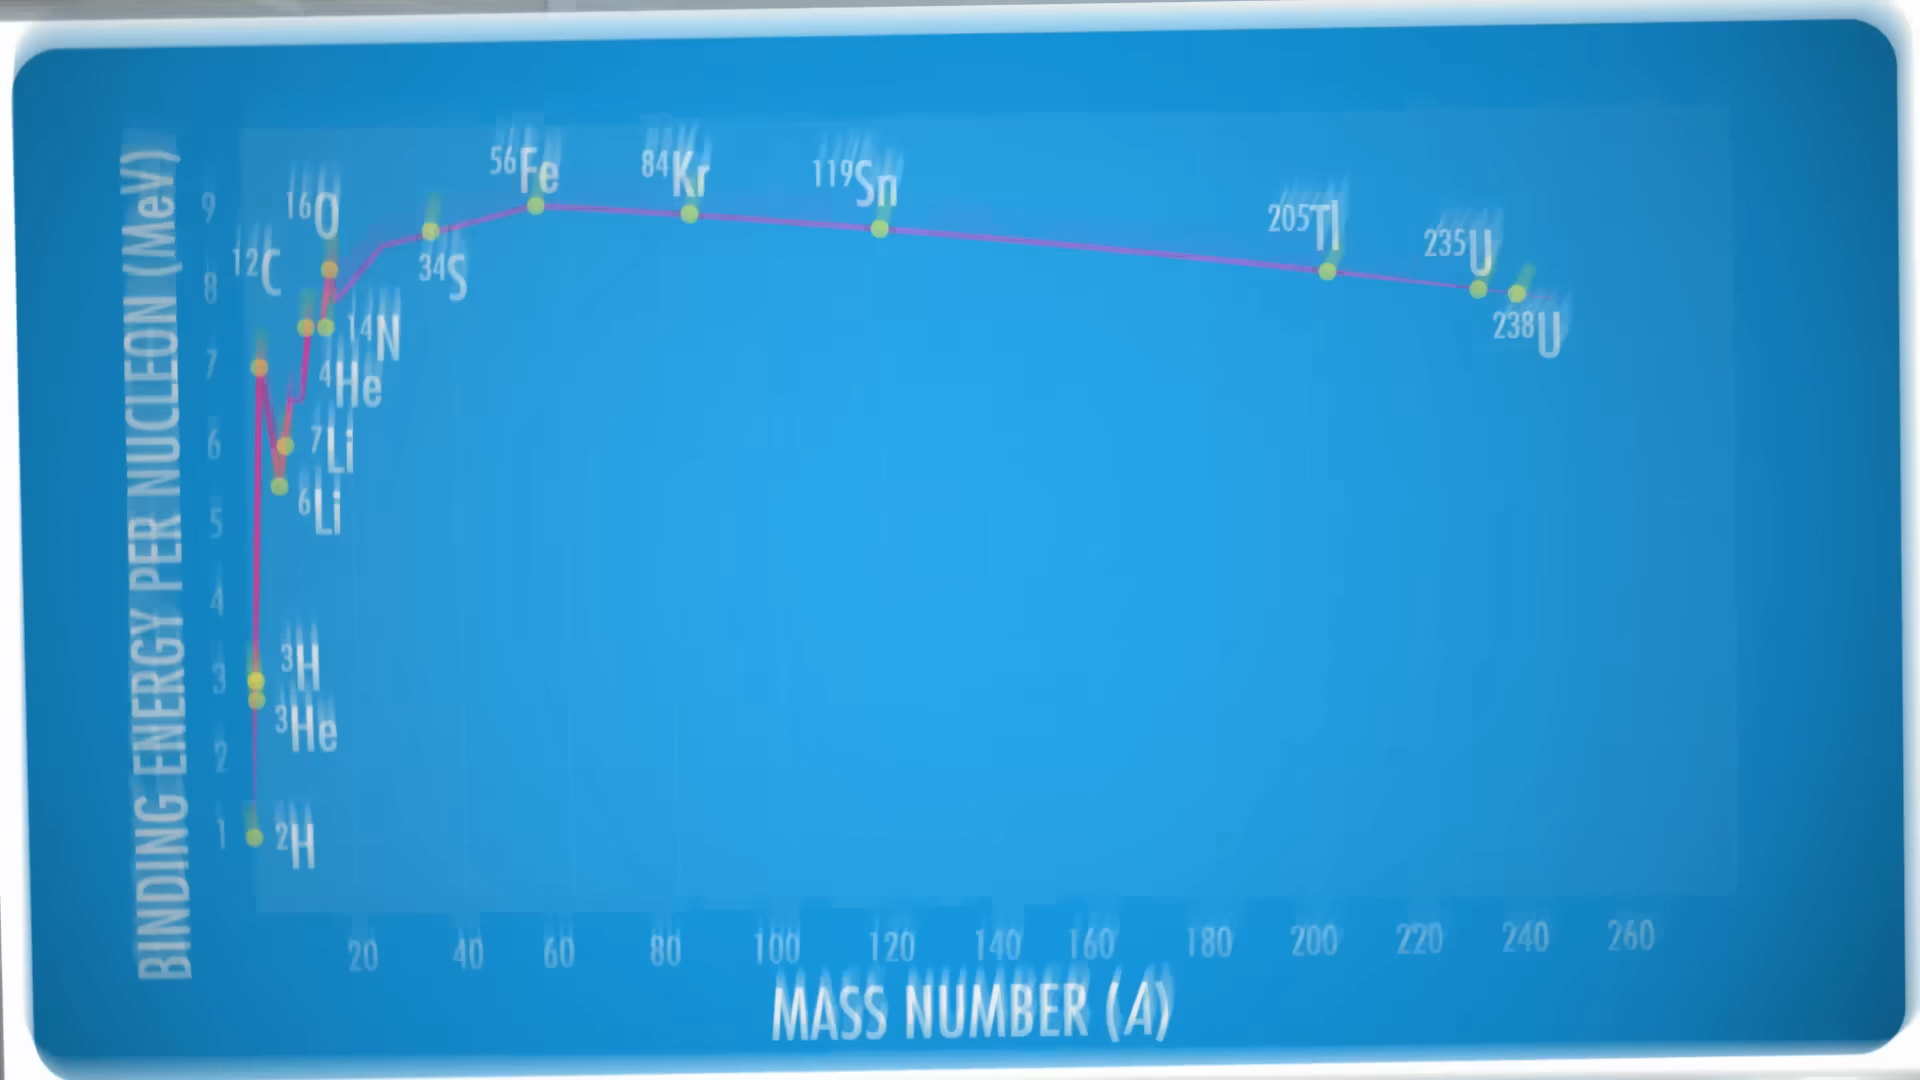 BINDING ENERGY PER NUCLEON (MeV)
9
8
7
6
5
4
3
2
1
56Fe
84Kr
119Sn
16O
12C
34S
205Tl
235U
238U
14N
4He
7Li
6Li
3H
3He
2H
20 40 60 80 100 120 140 160 180 200 220 240 260
MASS NUMBER (A)